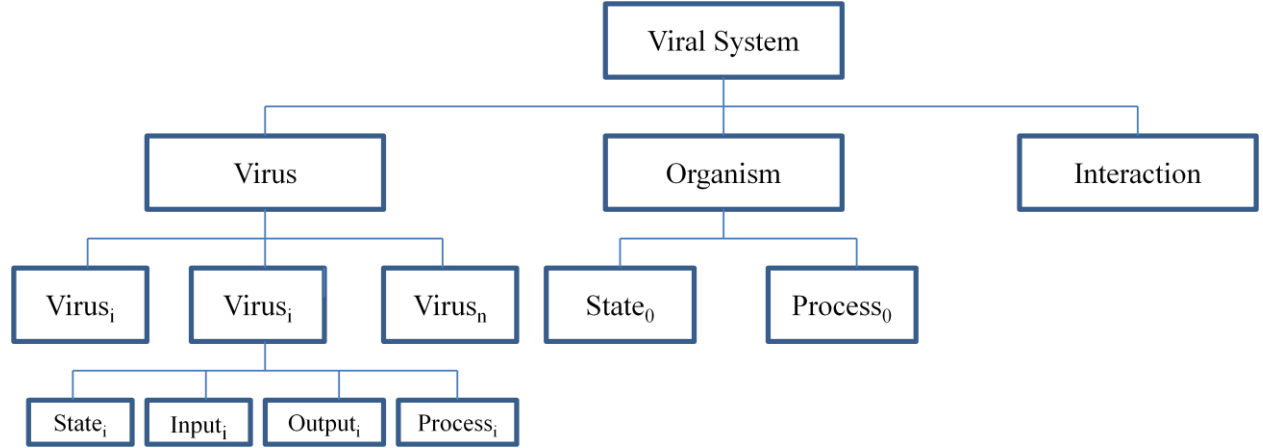 Viral System
Virus
Organism
Interaction
Virusᵢ
Virusᵢ
Virusₙ
State₀
Process₀
Stateᵢ
Inputᵢ
Outputᵢ
Processᵢ